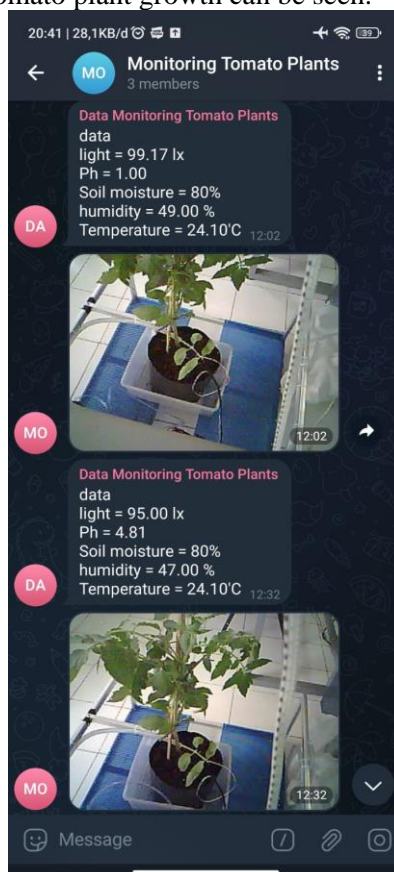 omato plant growth can be seen.
20:41 | 28,1KB/d
39
MO
Monitoring Tomato Plants
3 members
Data Monitoring Tomato Plants
data
light = 99.17 lx
Ph = 1.00
Soil moisture = 80%
humidity = 49.00 %
Temperature = 24.10'C 12:02
DA
12:02
MO
Data Monitoring Tomato Plants
data
light = 95.00 lx
Ph = 4.81
Soil moisture = 80%
humidity = 47.00 %
Temperature = 24.10'C 12:32
DA
12:32
MO
Message